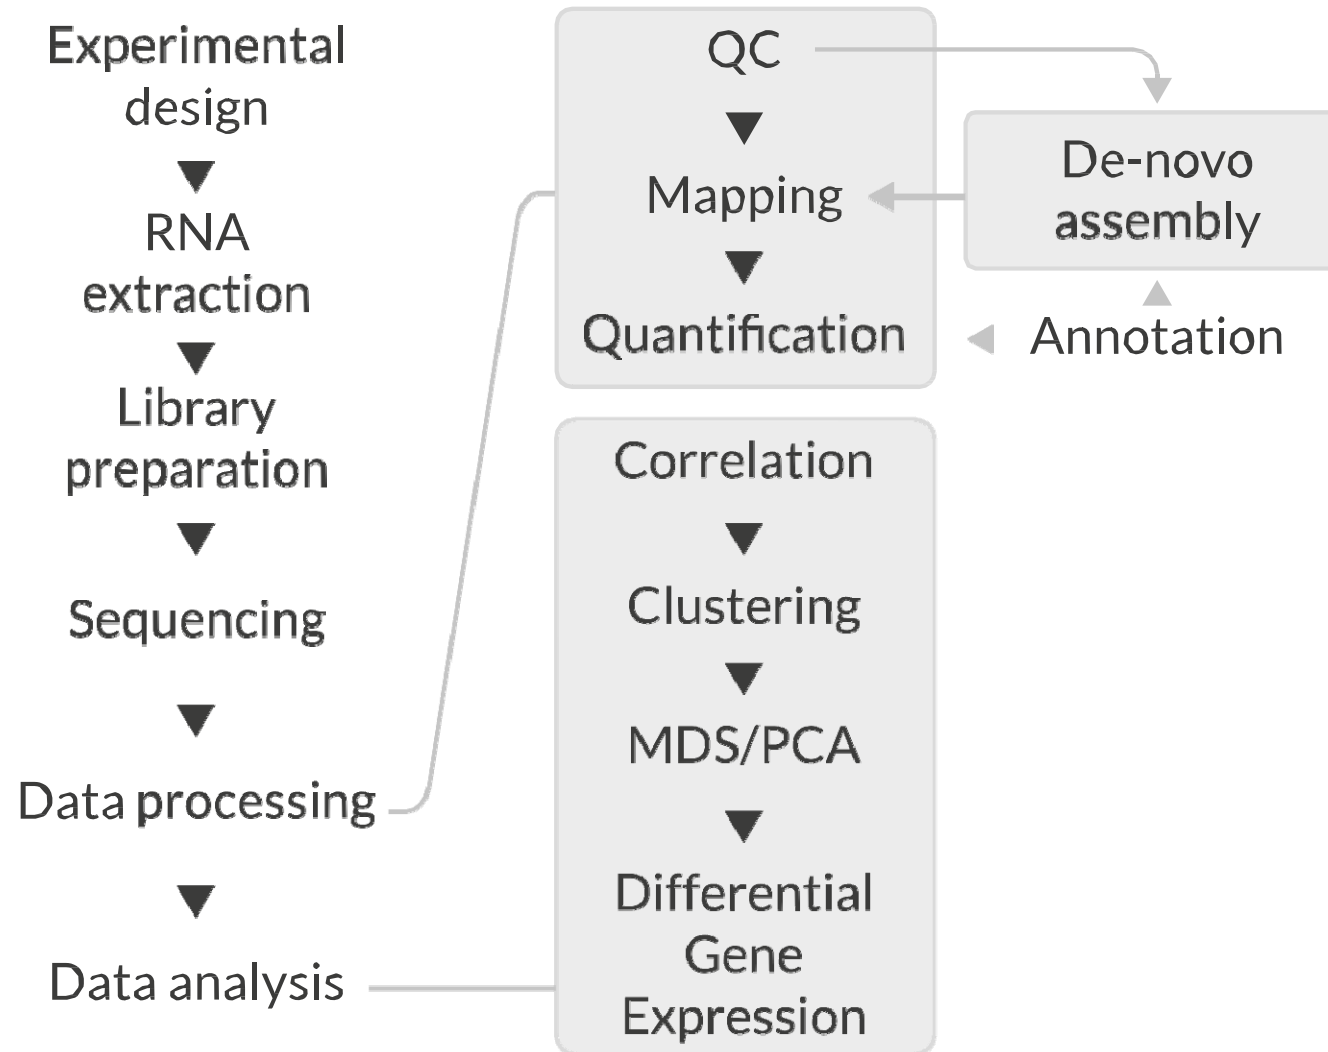 Experimental
design
RNA
extraction
Library
preparation
Sequencing
Data processing
Data analysis
QC
Mapping
Quantification
De-novo
assembly
Annotation
Correlation
Clustering
MDS/PCA
Differential
Gene
Expression